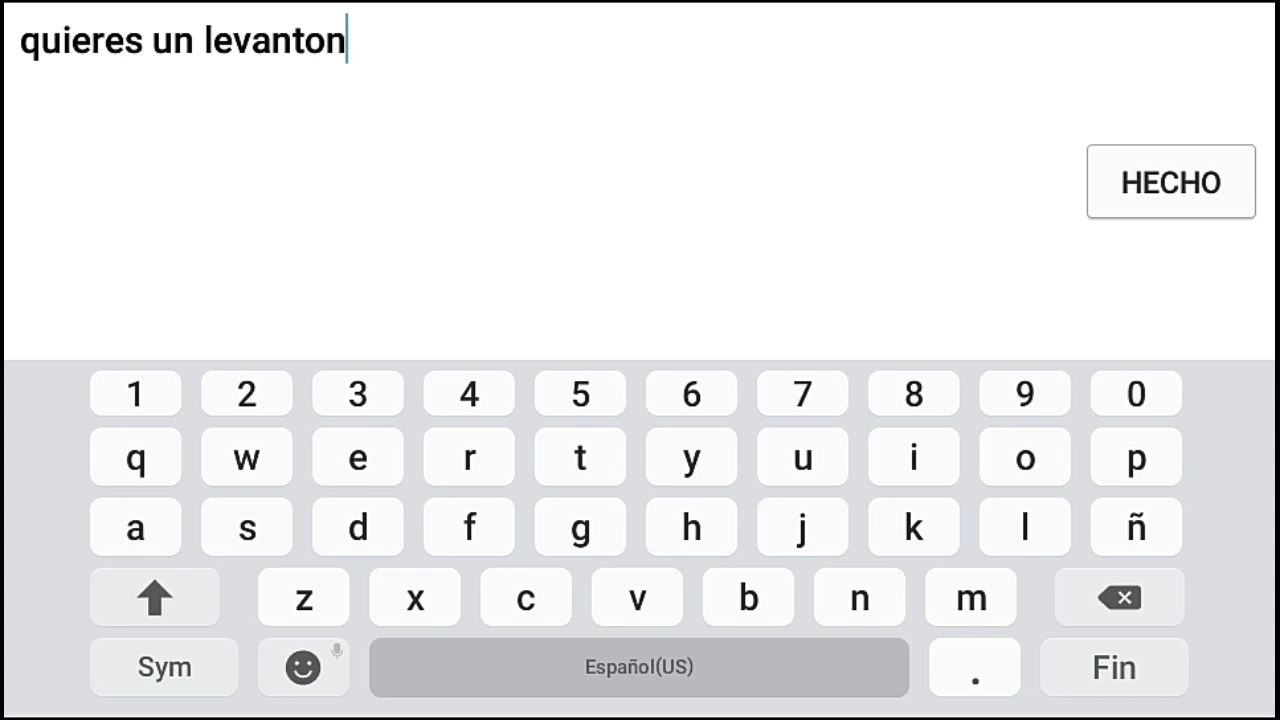 quieres un levanton
HECHO
1 2 3 4 5 6 7 8 9 0
q w e r t y u i o p
a s d f g h j k l ñ
z x c v b n m
Sym Español(US) . Fin